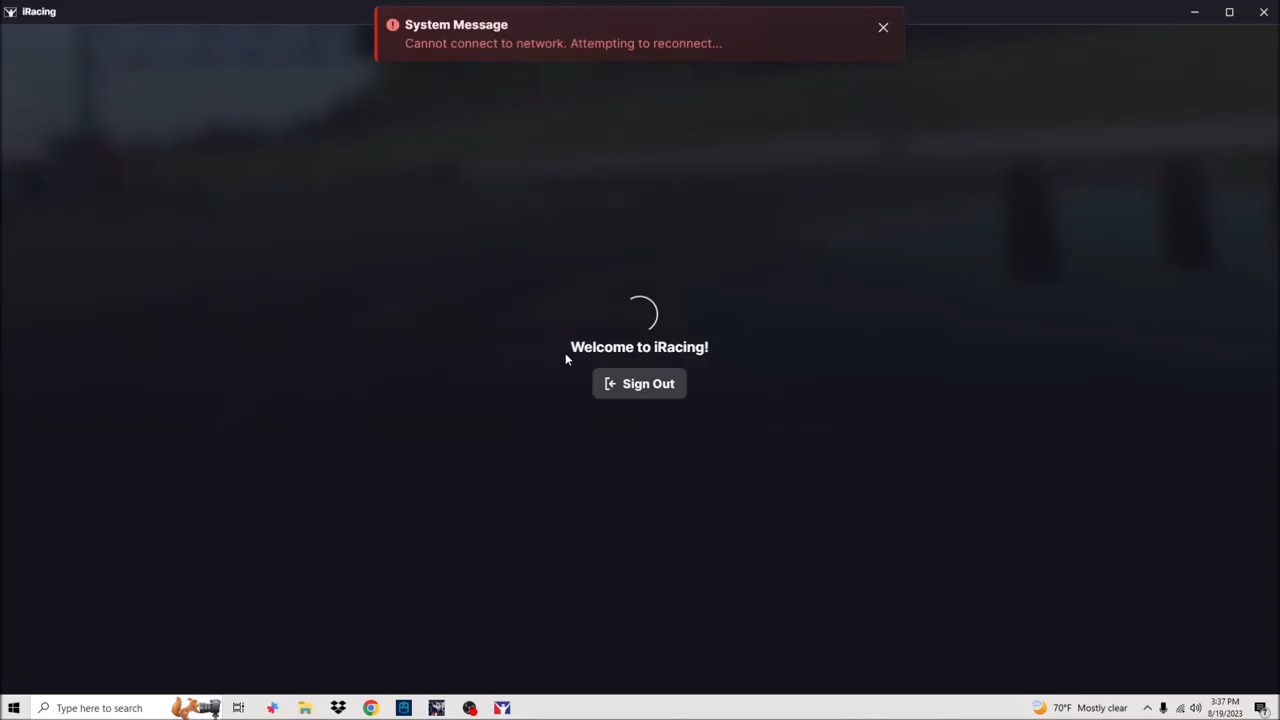 iRacing
System Message
Cannot connect to network. Attempting to reconnect...
Welcome to iRacing!
Sign Out
Type here to search
70°F Mostly clear
3:37 PM
8/19/2023
7